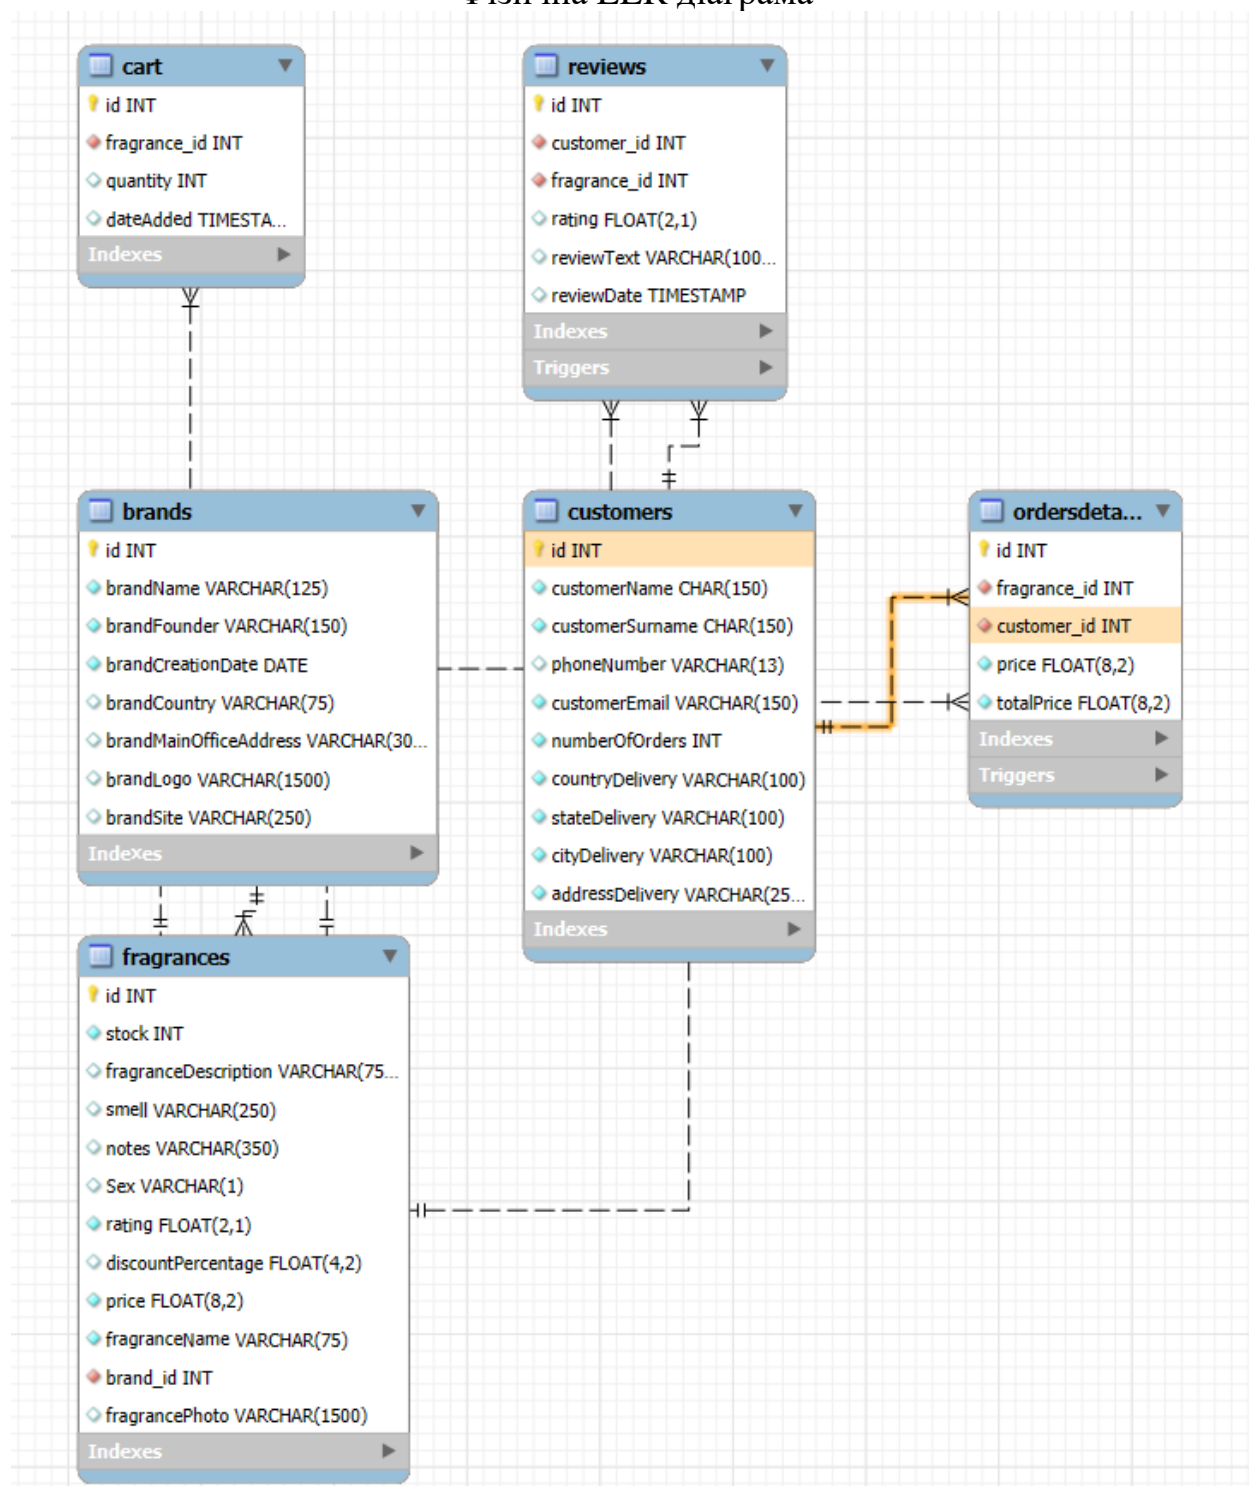 діаграма
cart
id INT
fragrance_id INT
quantity INT
dateAdded TIMESTA...
Indexes
reviews
id INT
customer_id INT
fragrance_id INT
rating FLOAT(2,1)
reviewText VARCHAR(100...
reviewDate TIMESTAMP
Indexes
Triggers
brands
id INT
brandName VARCHAR(125)
brandFounder VARCHAR(150)
brandCreationDate DATE
brandCountry VARCHAR(75)
brandMainOfficeAddress VARCHAR(30...
brandLogo VARCHAR(1500)
brandSite VARCHAR(250)
Indexes
customers
id INT
customerName CHAR(150)
customerSurname CHAR(150)
phoneNumber VARCHAR(13)
customerEmail VARCHAR(150)
numberOfOrders INT
countryDelivery VARCHAR(100)
stateDelivery VARCHAR(100)
cityDelivery VARCHAR(100)
addressDelivery VARCHAR(25...
Indexes
ordersdeta...
id INT
fragrance_id INT
customer_id INT
price FLOAT(8,2)
totalPrice FLOAT(8,2)
Indexes
Triggers
fragrances
id INT
stock INT
fragranceDescription VARCHAR(75...
smell VARCHAR(250)
notes VARCHAR(350)
Sex VARCHAR(1)
rating FLOAT(2,1)
discountPercentage FLOAT(4,2)
price FLOAT(8,2)
fragranceName VARCHAR(75)
brand_id INT
fragrancePhoto VARCHAR(1500)
Indexes